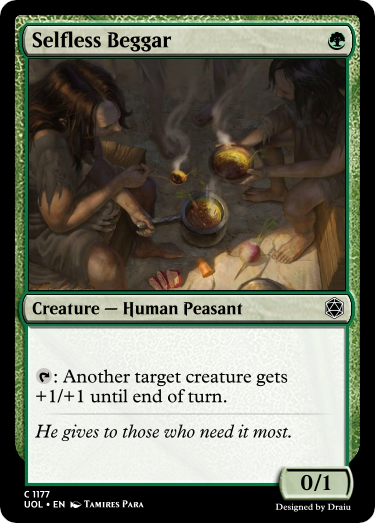 Selfless Beggar
Creature — Human Peasant
: Another target creature gets
+1/+1 until end of turn.
He gives to those who need it most.
0/1
C 1177
UOL • EN Tamires Para
Designed by Draiu